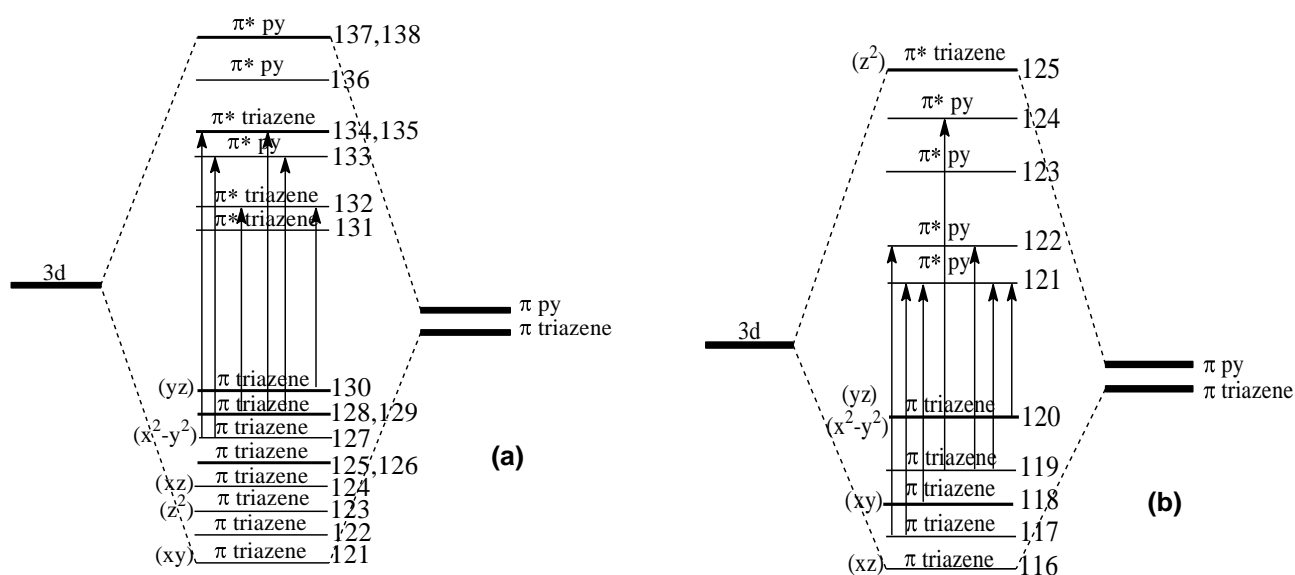 π* py 137,138
π* py 136
π* triazene 134,135
π* py 133
π* triazene 132
π* triazene 131
3d
π py
π triazene
(yz) π triazene 130
π triazene 128,129
(x²-y²) π triazene 127
π triazene 125,126
(xz) π triazene 124
(z²) π triazene 123
π triazene 122
(xy) π triazene 121
(a)
(z²) π* triazene 125
π* py 124
π* py 123
π* py 122
π* py 121
3d
π py
π triazene
(yz)
(x²-y²) π triazene 120
π triazene 119
(xy) π triazene 118
π triazene 117
(xz) π triazene 116
(b)